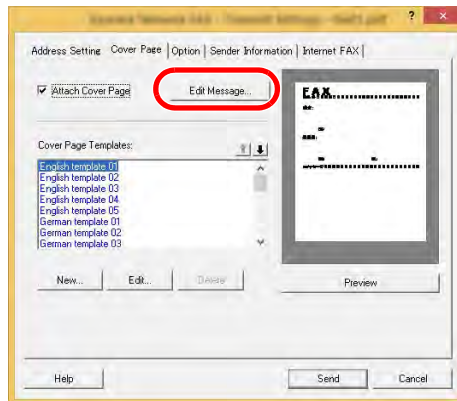 ?
Address Setting Cover Page Option Sender Information Internet FAX
Attach Cover Page
Edit Message...
FAX
Cover Page Templates:
English template 01
English template 02
English template 03
English template 04
English template 05
German template 01
German template 02
German template 03
New... Edit... Delete
Preview
Help
Send
Cancel